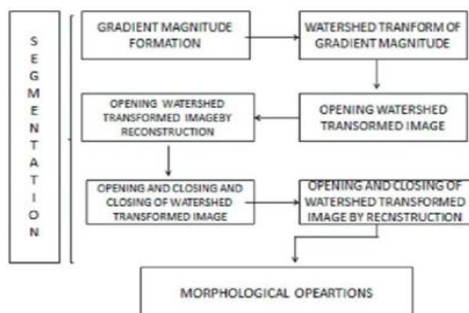 SEGMENTATION
GRADIENT MAGNITUDE
FORMATION
WATERSHED TRANFORM OF
GRADIENT MAGNITUDE
OPENING WATERSHED
TRANSORMED IMAGE
OPENING WATERSHED
TRANSFORMED IMAGEBY
RECONSTRUCTION
OPENING AND CLOSING AND
CLOSING OF WATERSHED
TRANSFORMED IMAGE
OPENING AND CLOSING OF
WATERSHED TRANSFORMED
IMAGE BY RECNSTRUCTION
MORPHOLOGICAL OPEARTIONS